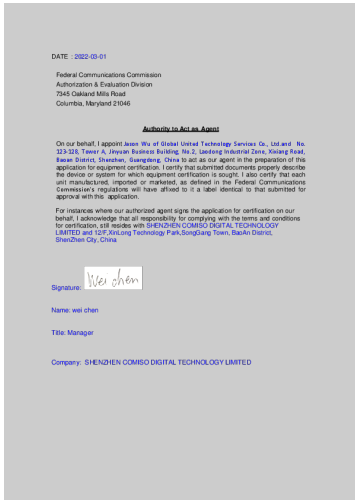 DATE : 2022-03-01
Federal Communications Commission
Authorization & Evaluation Division
7345 Oakland Mills Road
Columbia, Maryland 21046
Authority to Act as Agent
On our behalf, I appoint Jason Wu of Global United Technology Services Co., Ltd.and No.
123-128, Tower A, Jinyuan Business Building, No.2, Laodong Industrial Zone, Xixiang Road,
Baoan District, Shenzhen, Guangdong, China to act as our agent in the preparation of this
application for equipment certification. I certify that submitted documents properly describe
the device or system for which equipment certification is sought. I also certify that each
unit manufactured, imported or marketed, as defined in the Federal Communications
Commission's regulations will have affixed to it a label identical to that submitted for
approval with this application.
For instances where our authorized agent signs the application for certification on our
behalf, I acknowledge that all responsibility for complying with the terms and conditions
for certification, still resides with SHENZHEN COMISO DIGITAL TECHNOLOGY
LIMITED and 12/F,XinLong Technology Park,SongGang Town, BaoAn District,
ShenZhen City, China
Signature: Wei chen
Name: wei chen
Title: Manager
Company: SHENZHEN COMISO DIGITAL TECHNOLOGY LIMITED